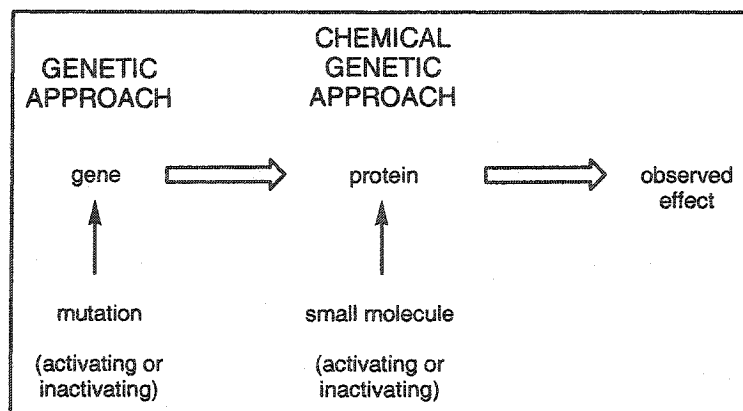 GENETIC
APPROACH
CHEMICAL
GENETIC
APPROACH
gene
protein
observed
effect
mutation
small molecule
(activating or
inactivating)
(activating or
inactivating)